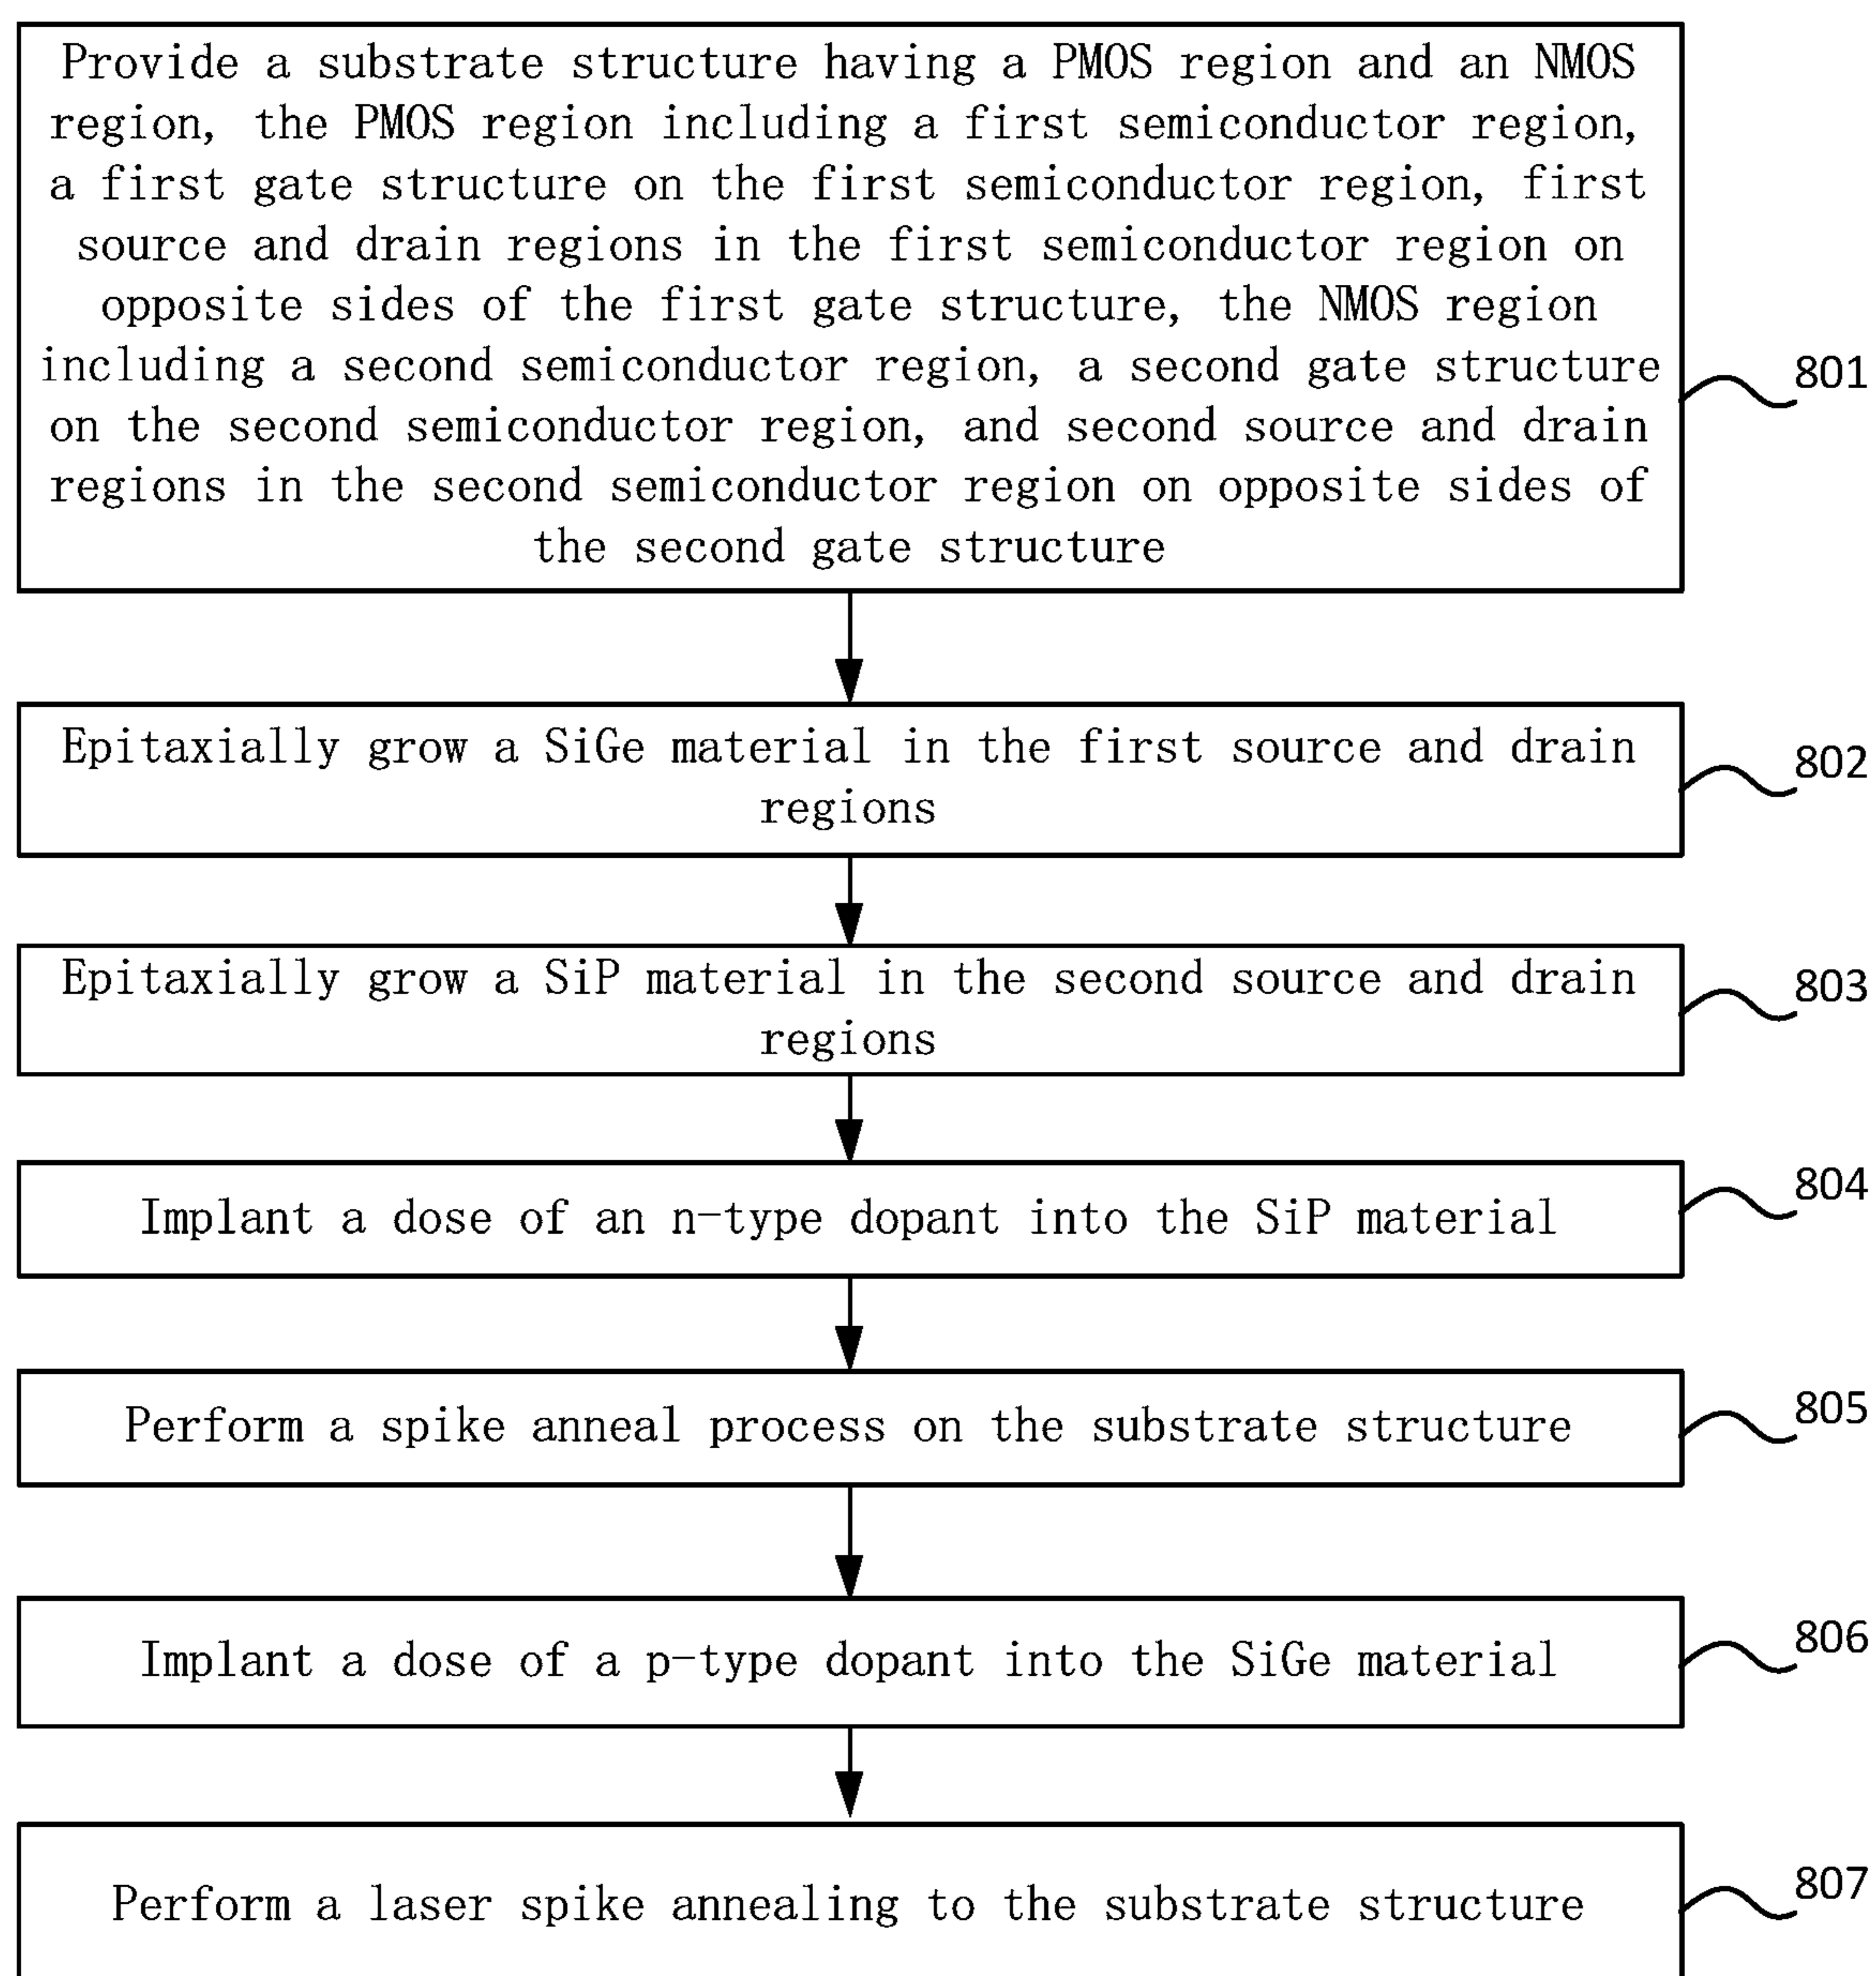 Provide a substrate structure having a PMOS region and an NMOS
region, the PMOS region including a first semiconductor region,
a first gate structure on the first semiconductor region, first
source and drain regions in the first semiconductor region on
opposite sides of the first gate structure, the NMOS region
including a second semiconductor region, a second gate structure
on the second semiconductor region, and second source and drain
regions in the second semiconductor region on opposite sides of
the second gate structure
801
Epitaxially grow a SiGe material in the first source and drain
regions
802
Epitaxially grow a SiP material in the second source and drain
regions
803
Implant a dose of an n-type dopant into the SiP material
804
Perform a spike anneal process on the substrate structure
805
Implant a dose of a p-type dopant into the SiGe material
806
Perform a laser spike annealing to the substrate structure
807